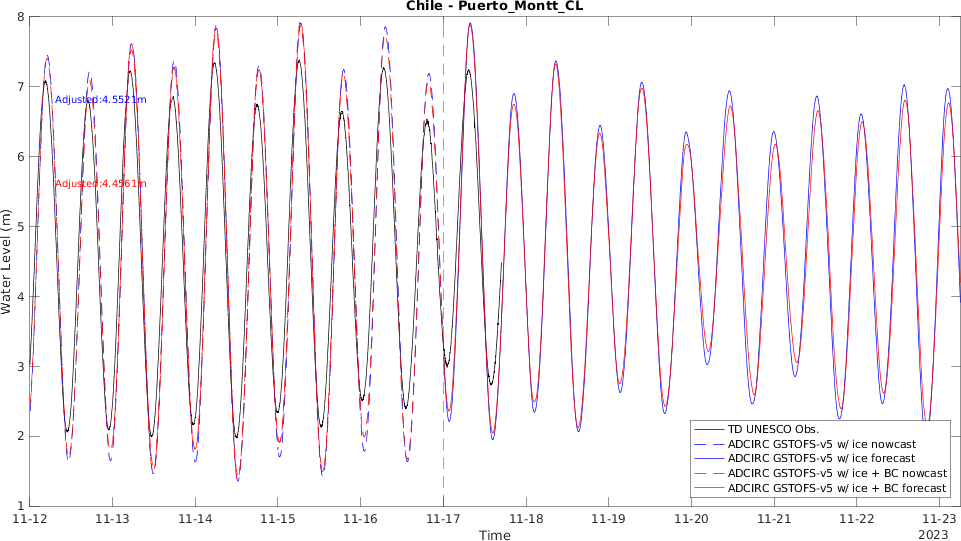 Chile - Puerto_Montt_CL
8
7
6
5
4
3
2
1
Water Level (m)
Adjusted:4.5521m
Adjusted:4.4561m
TD UNESCO Obs.
ADCIRC GSTOFS-v5 w/ ice nowcast
ADCIRC GSTOFS-v5 w/ ice forecast
ADCIRC GSTOFS-v5 w/ ice + BC nowcast
ADCIRC GSTOFS-v5 w/ ice + BC forecast
11-12 11-13 11-14 11-15 11-16 11-17 11-18 11-19 11-20 11-21 11-22 11-23
Time
2023